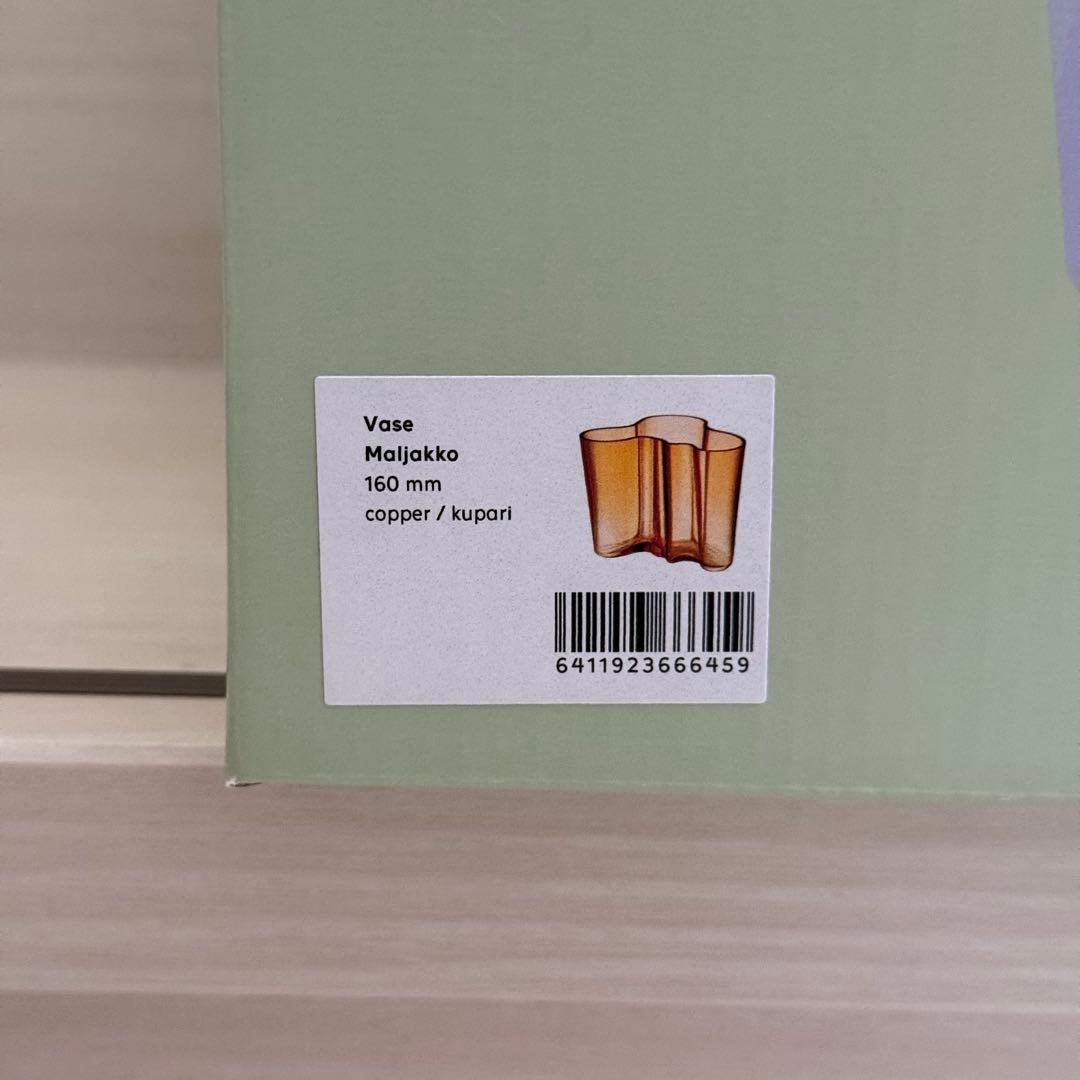 Vase
Maljakko
160 mm
copper / kupari
6411923666459